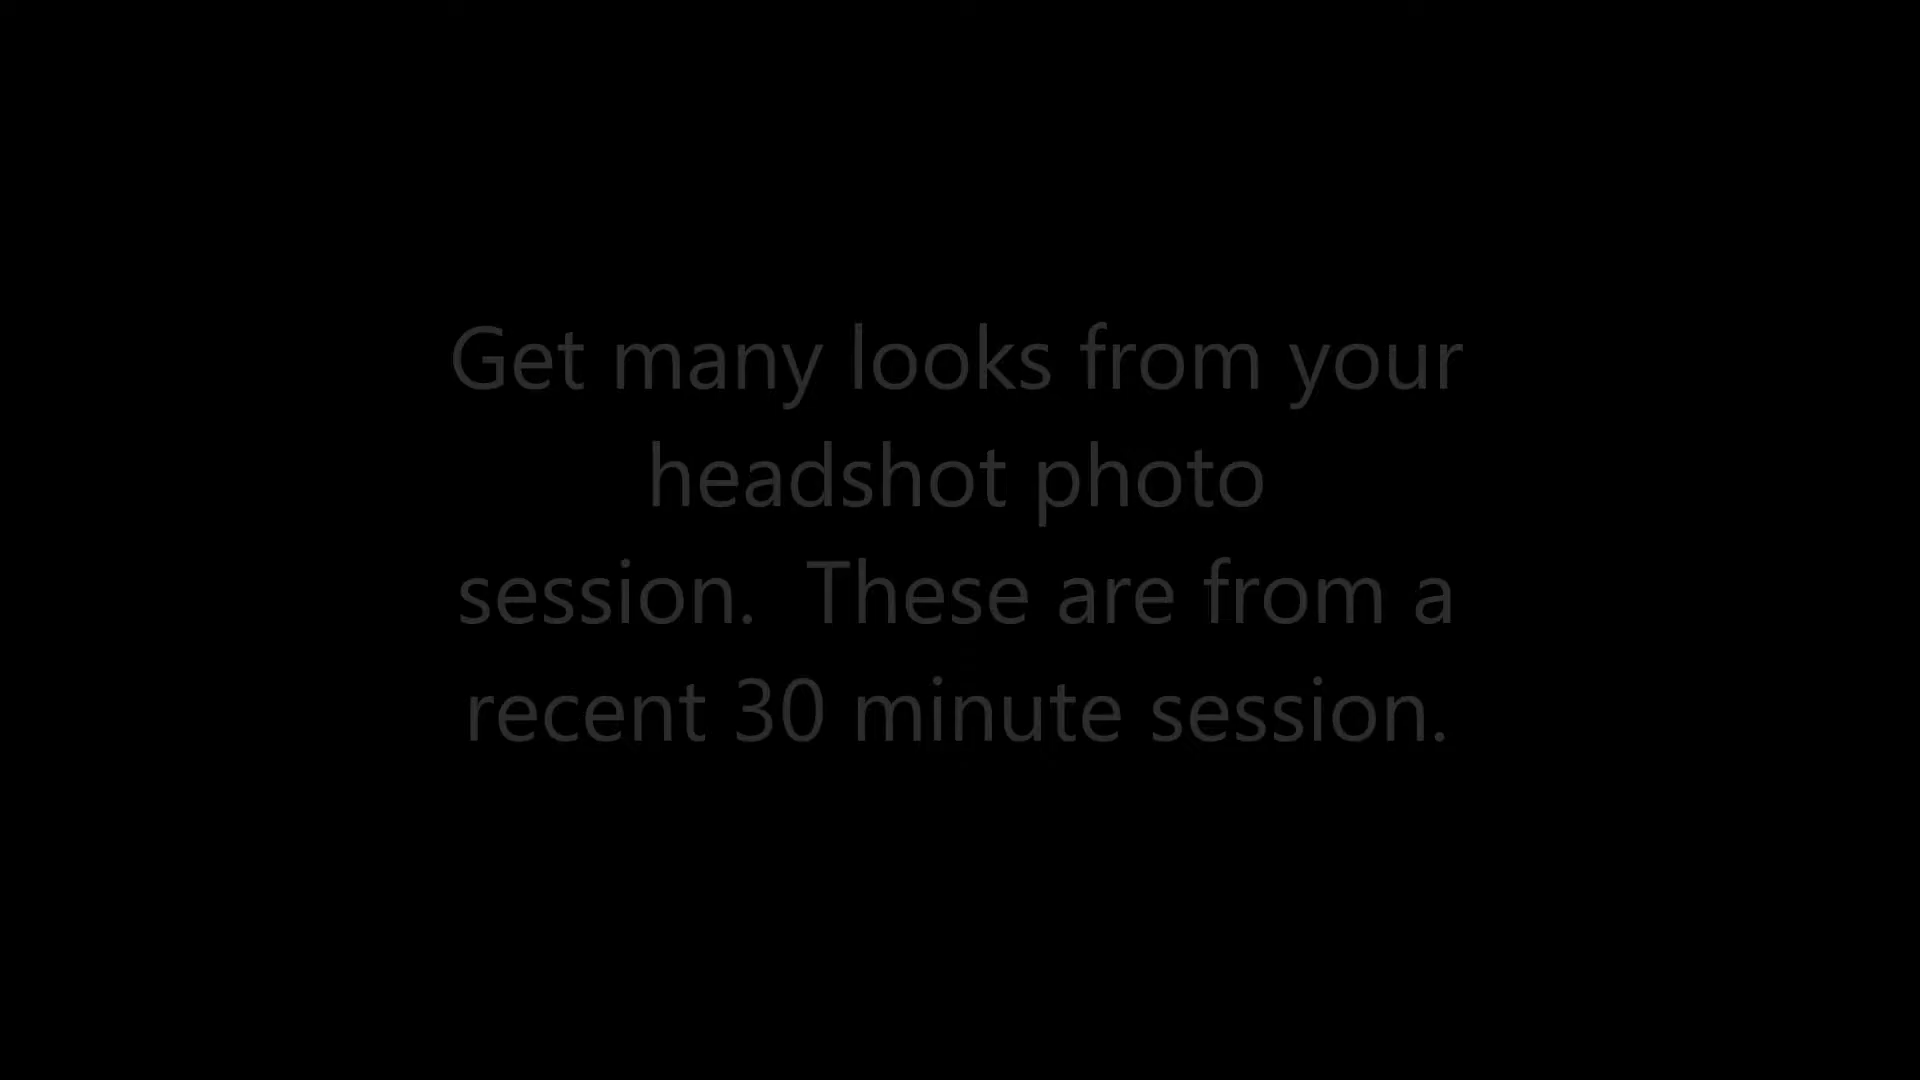 Get many looks from your
headshot photo
session.  These are from a
recent 30 minute session.